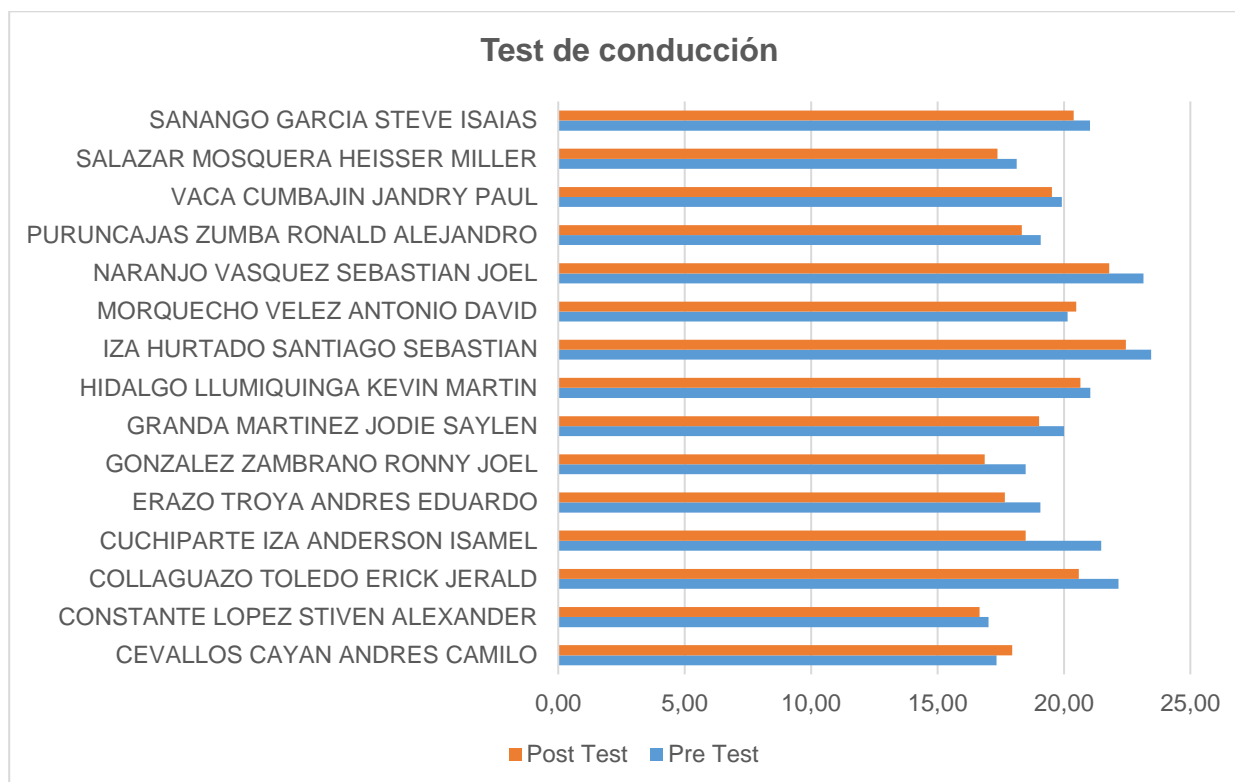 Test de conducción
SANANGO GARCIA STEVE ISAIAS
SALAZAR MOSQUERA HEISSER MILLER
VACA CUMBAJIN JANDRY PAUL
PURUNCAJAS ZUMBA RONALD ALEJANDRO
NARANJO VASQUEZ SEBASTIAN JOEL
MORQUECHO VELEZ ANTONIO DAVID
IZA HURTADO SANTIAGO SEBASTIAN
HIDALGO LLUMIQUINGA KEVIN MARTIN
GRANDA MARTINEZ JODIE SAYLEN
GONZALEZ ZAMBRANO RONNY JOEL
ERAZO TROYA ANDRES EDUARDO
CUCHIPARTE IZA ANDERSON ISAMEL
COLLAGUAZO TOLEDO ERICK JERALD
CONSTANTE LOPEZ STIVEN ALEXANDER
CEVALLOS CAYAN ANDRES CAMILO
0,00 5,00 10,00 15,00 20,00 25,00
Post Test Pre Test